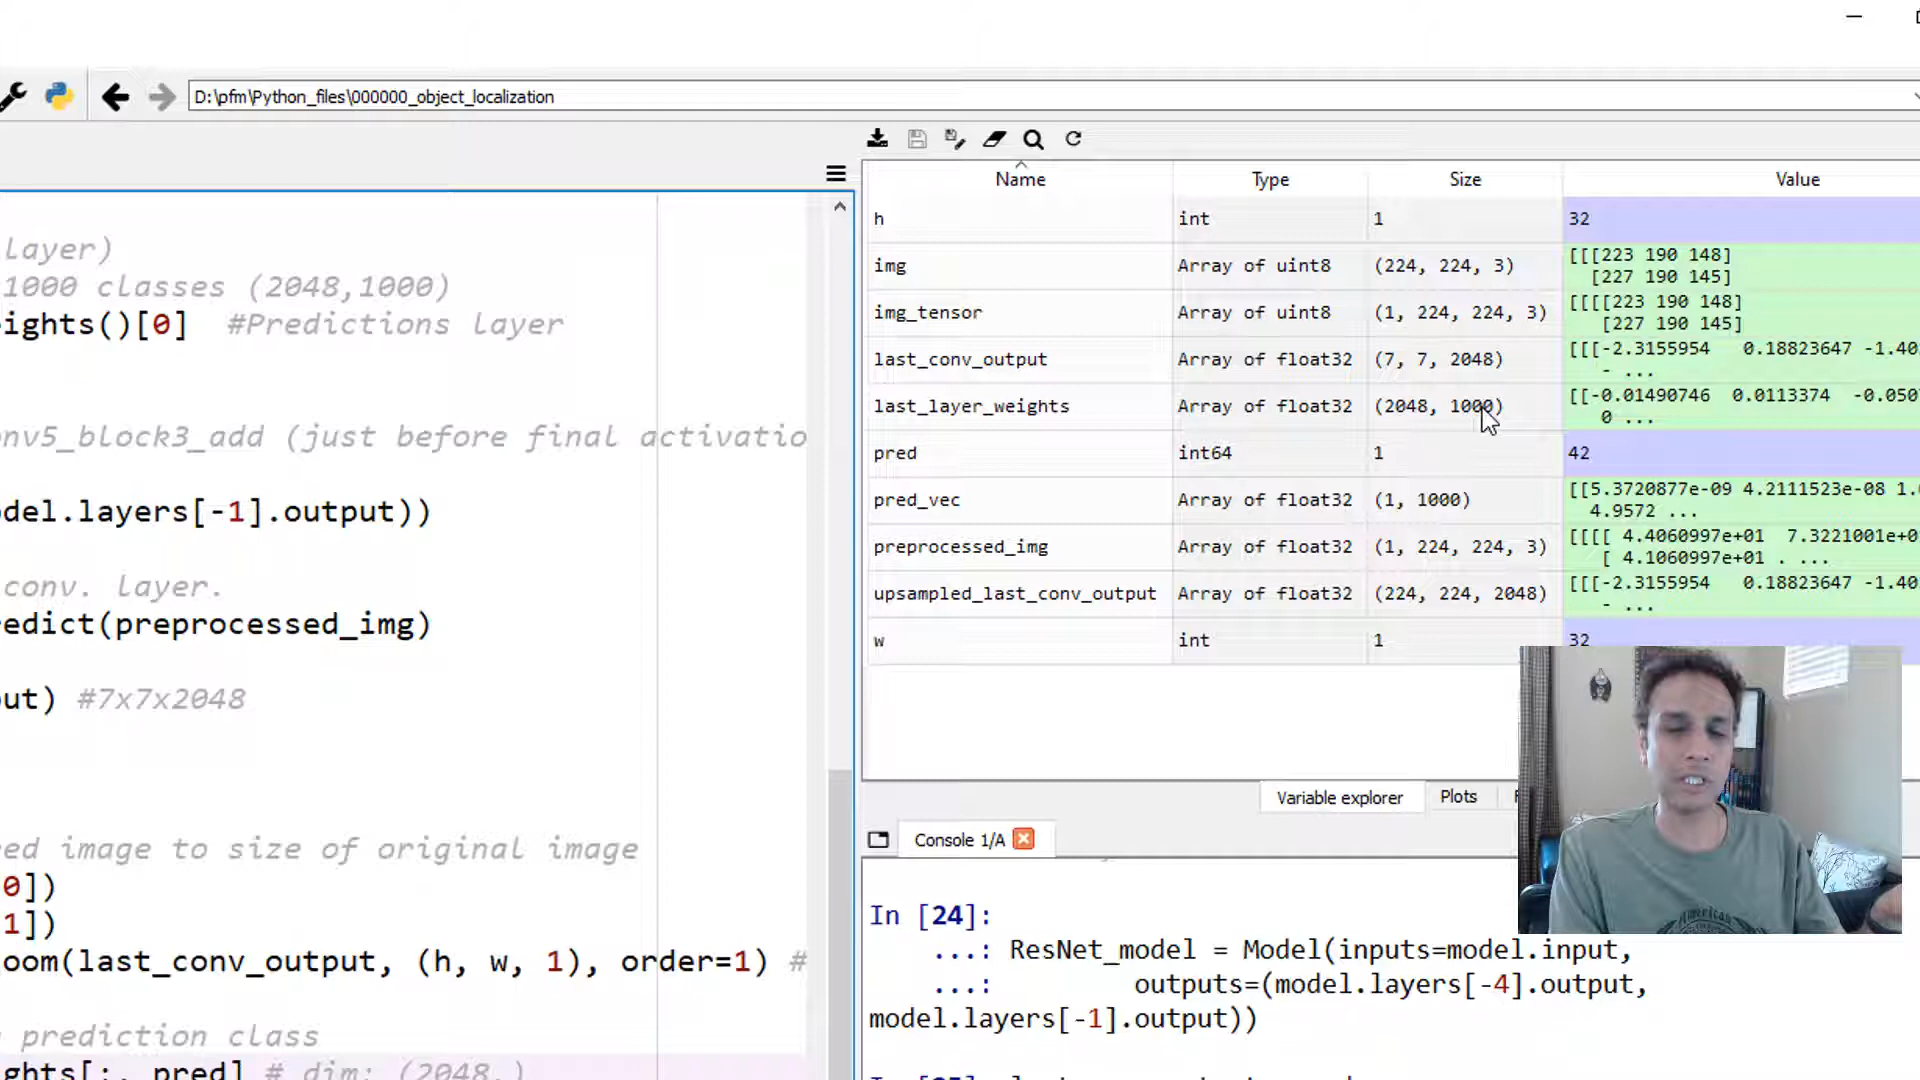 D:\pfm\Python_files\000000_object_localization
layer)
1000 classes (2048,1000)
ights()[0]  #Predictions layer
nv5_block3_add (just before final activatio
del.layers[-1].output))
conv. layer.
edict(preprocessed_img)
ut) #7x7x2048
ed image to size of original image
0])
1])
oom(last_conv_output, (h, w, 1), order=1) #
prediction class
ghts[:, pred] # dim: (2048,)
Name Type Size Value
h int 1 32
img Array of uint8 (224, 224, 3) [[[223 190 148]
[227 190 145]
img_tensor Array of uint8 (1, 224, 224, 3) [[[[223 190 148]
[227 190 145]
last_conv_output Array of float32 (7, 7, 2048) [[[-2.3155954 0.18823647 -1.40
- ...
last_layer_weights Array of float32 (2048, 1000) [[-0.01490746 0.0113374 -0.050
0 ...
pred int64 1 42
pred_vec Array of float32 (1, 1000) [[5.3720877e-09 4.2111523e-08 1.
4.9572 ...
preprocessed_img Array of float32 (1, 224, 224, 3) [[[[ 4.4060997e+01 7.3221001e+0
[ 4.1060997e+01 . ...
upsampled_last_conv_output Array of float32 (224, 224, 2048) [[[-2.3155954 0.18823647 -1.40
- ...
w int 1 32
Variable explorer Plots
Console 1/A
In [24]:
...: ResNet_model = Model(inputs=model.input,
...: outputs=(model.layers[-4].output,
model.layers[-1].output))
American